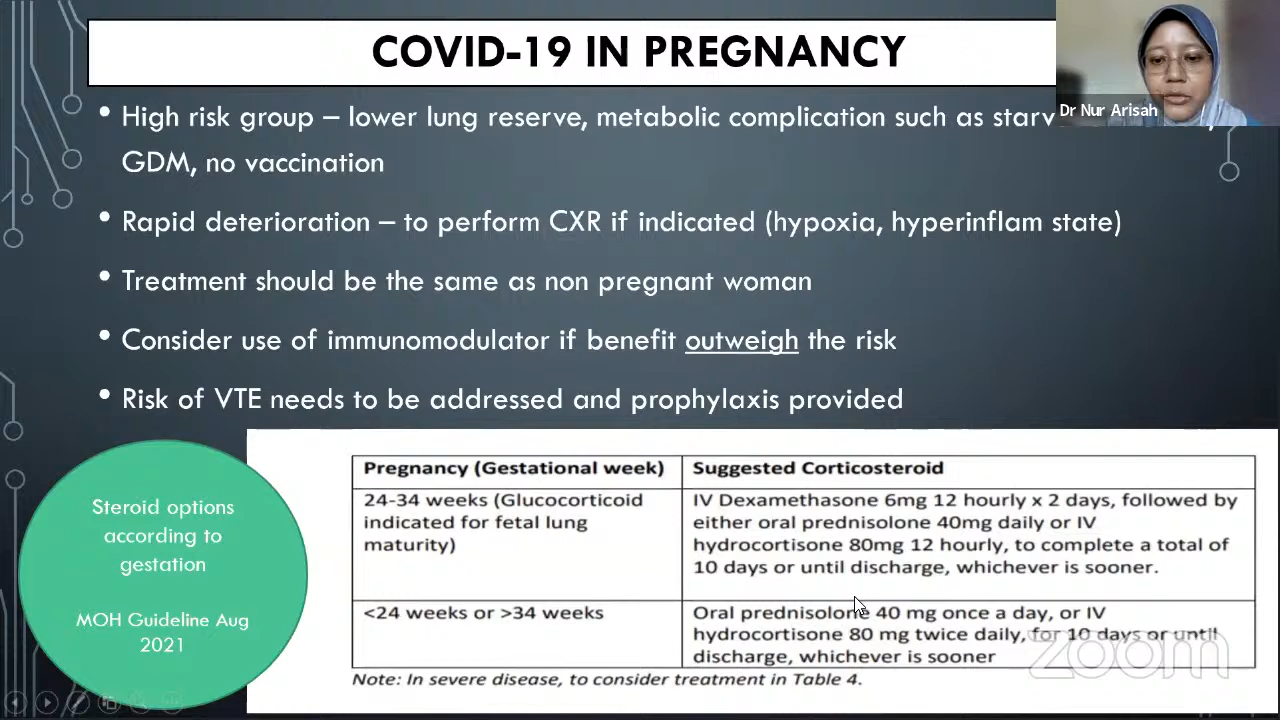 COVID-19 IN PREGNANCY
Dr Nur Arisah
• High risk group – lower lung reserve, metabolic complication such as
GDM, no vaccination
• Rapid deterioration – to perform CXR if indicated (hypoxia, hyperinflam state)
• Treatment should be the same as non pregnant woman
• Consider use of immunomodulator if benefit outweigh the risk
• Risk of VTE needs to be addressed and prophylaxis provided
Steroid options
according to
gestation
MOH Guideline Aug
2021
Pregnancy (Gestational week) Suggested Corticosteroid
24-34 weeks (Glucocorticoid
indicated for fetal lung
maturity)
IV Dexamethasone 6mg 12 hourly x 2 days, followed by
either oral prednisolone 40mg daily or IV
hydrocortisone 80mg 12 hourly, to complete a total of
10 days or until discharge, whichever is sooner.
<24 weeks or >34 weeks
Oral prednisolone 40 mg once a day, or IV
hydrocortisone 80 mg twice daily, for 10 days or until
discharge, whichever is sooner
Note: In severe disease, to consider treatment in Table 4.
zoom